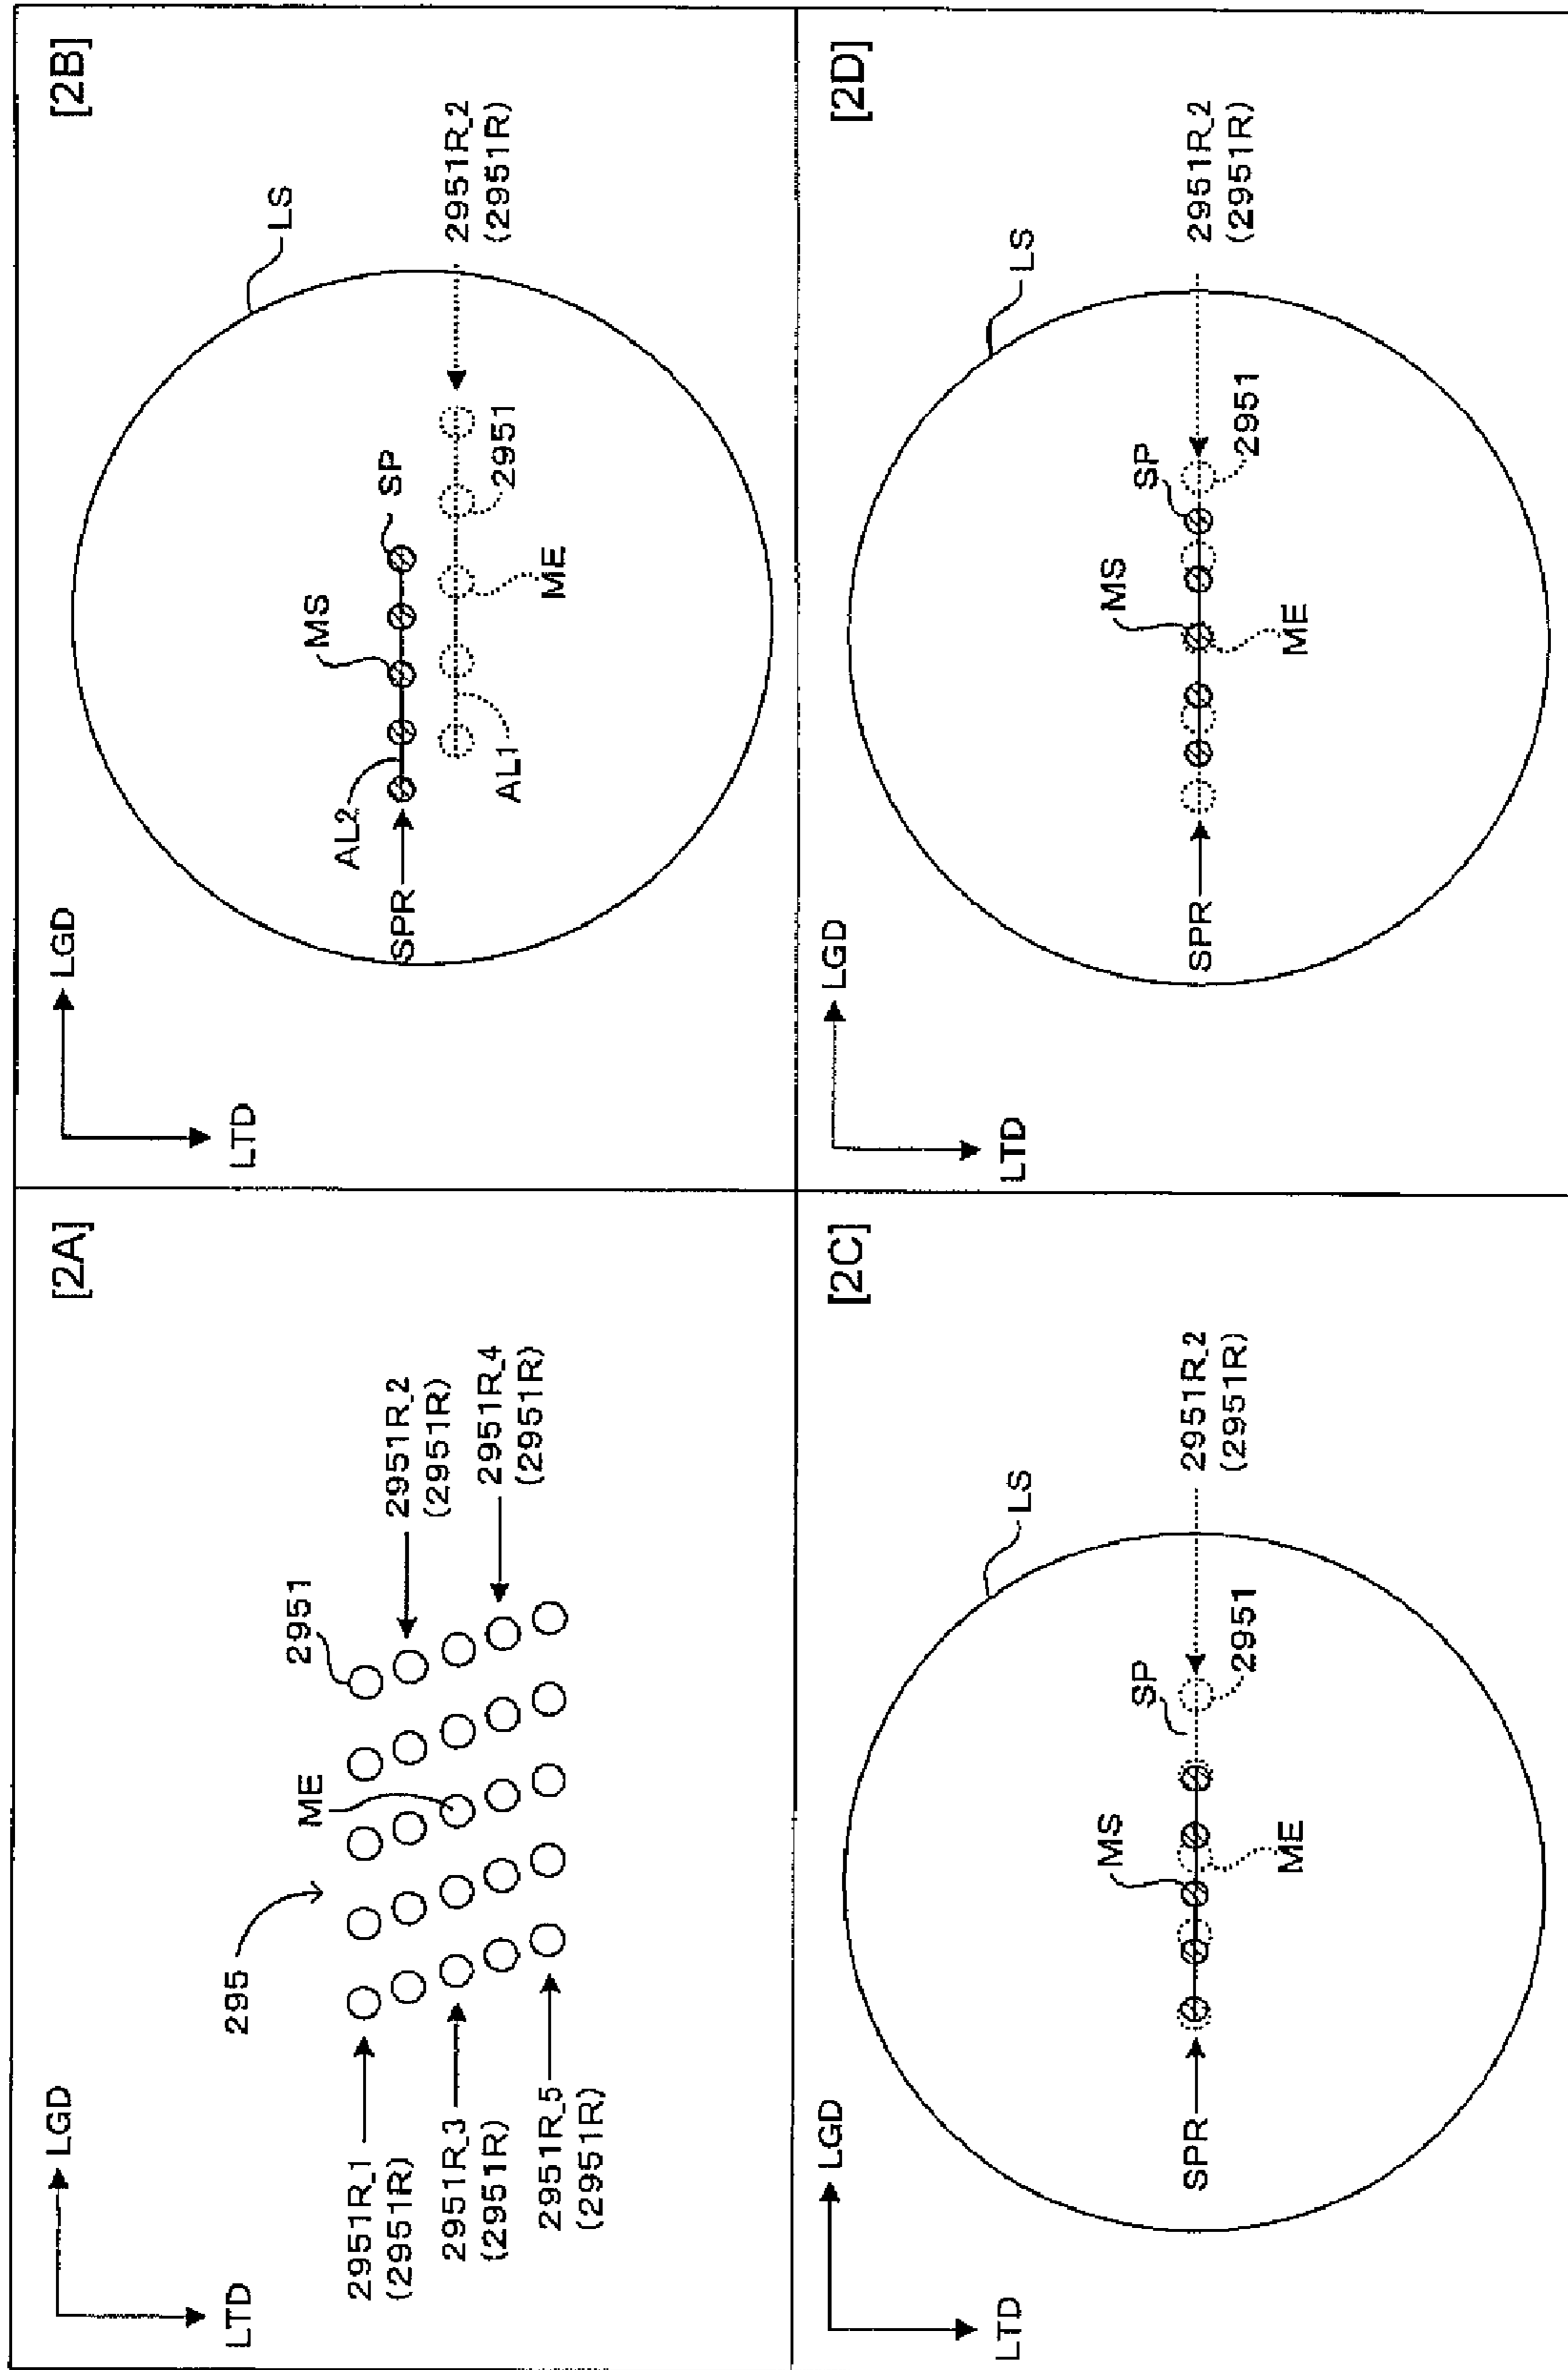 [2A]
LGD
LTD
295
ME
2951
2951R_1
(2951R)
2951R_2
(2951R)
2951R_3
(2951R)
2951R_4
(2951R)
2951R_5
(2951R)
[2B]
LGD
LTD
LS
AL2
MS
SP
SPR
2951R_2
(2951R)
2951
ME
AL1
[2C]
LGD
LTD
LS
MS
SP
SPR
2951R_2
(2951R)
2951
ME
[2D]
LGD
LTD
LS
MS
SP
SPR
2951R_2
(2951R)
2951
ME